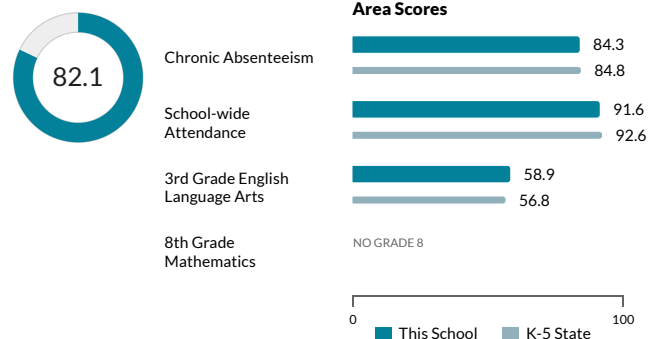 Area Scores
82.1
Chronic Absenteeism
84.3
84.8
School-wide
Attendance
91.6
92.6
3rd Grade English
Language Arts
58.9
56.8
8th Grade
Mathematics
NO GRADE 8
0
100
This School
K-5 State